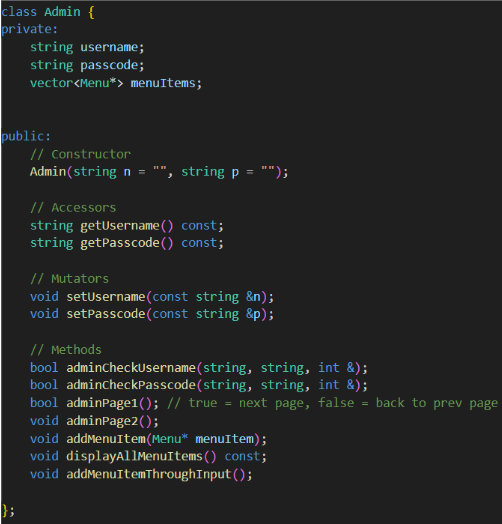 class Admin {
private:
    string username;
    string passcode;
    vector<Menu*> menuItems;
public:
    // Constructor
    Admin(string n = "", string p = "");
    // Accessors
    string getUsername() const;
    string getPasscode() const;
    // Mutators
    void setUsername(const string &n);
    void setPasscode(const string &p);
    // Methods
    bool adminCheckUsername(string, string, int &);
    bool adminCheckPasscode(string, string, int &);
    bool adminPage1(); // true = next page, false = back to prev page
    void adminPage2();
    void addMenuItem(Menu* menuItem);
    void displayAllMenuItems() const;
    void addMenuItemThroughInput();
};